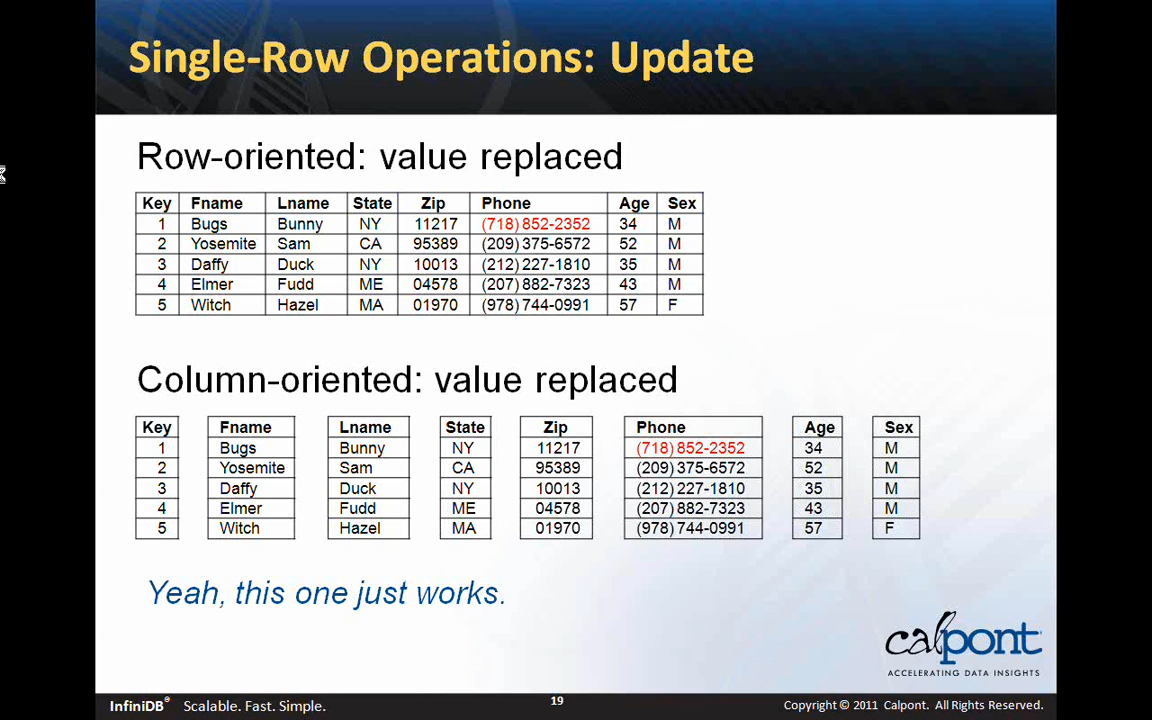 Single-Row Operations: Update
Row-oriented: value replaced
Key Fname Lname State Zip Phone Age Sex
1 Bugs Bunny NY 11217 (718) 852-2352 34 M
2 Yosemite Sam CA 95389 (209) 375-6572 52 M
3 Daffy Duck NY 10013 (212) 227-1810 35 M
4 Elmer Fudd ME 04578 (207) 882-7323 43 M
5 Witch Hazel MA 01970 (978) 744-0991 57 F
Column-oriented: value replaced
Key Fname Lname State Zip Phone Age Sex
1 Bugs Bunny NY 11217 (718) 852-2352 34 M
2 Yosemite Sam CA 95389 (209) 375-6572 52 M
3 Daffy Duck NY 10013 (212) 227-1810 35 M
4 Elmer Fudd ME 04578 (207) 882-7323 43 M
5 Witch Hazel MA 01970 (978) 744-0991 57 F
Yeah, this one just works.
calpont
ACCELERATING DATA INSIGHTS
InfiniDB® Scalable. Fast. Simple. 19 Copyright © 2011 Calpont. All Rights Reserved.